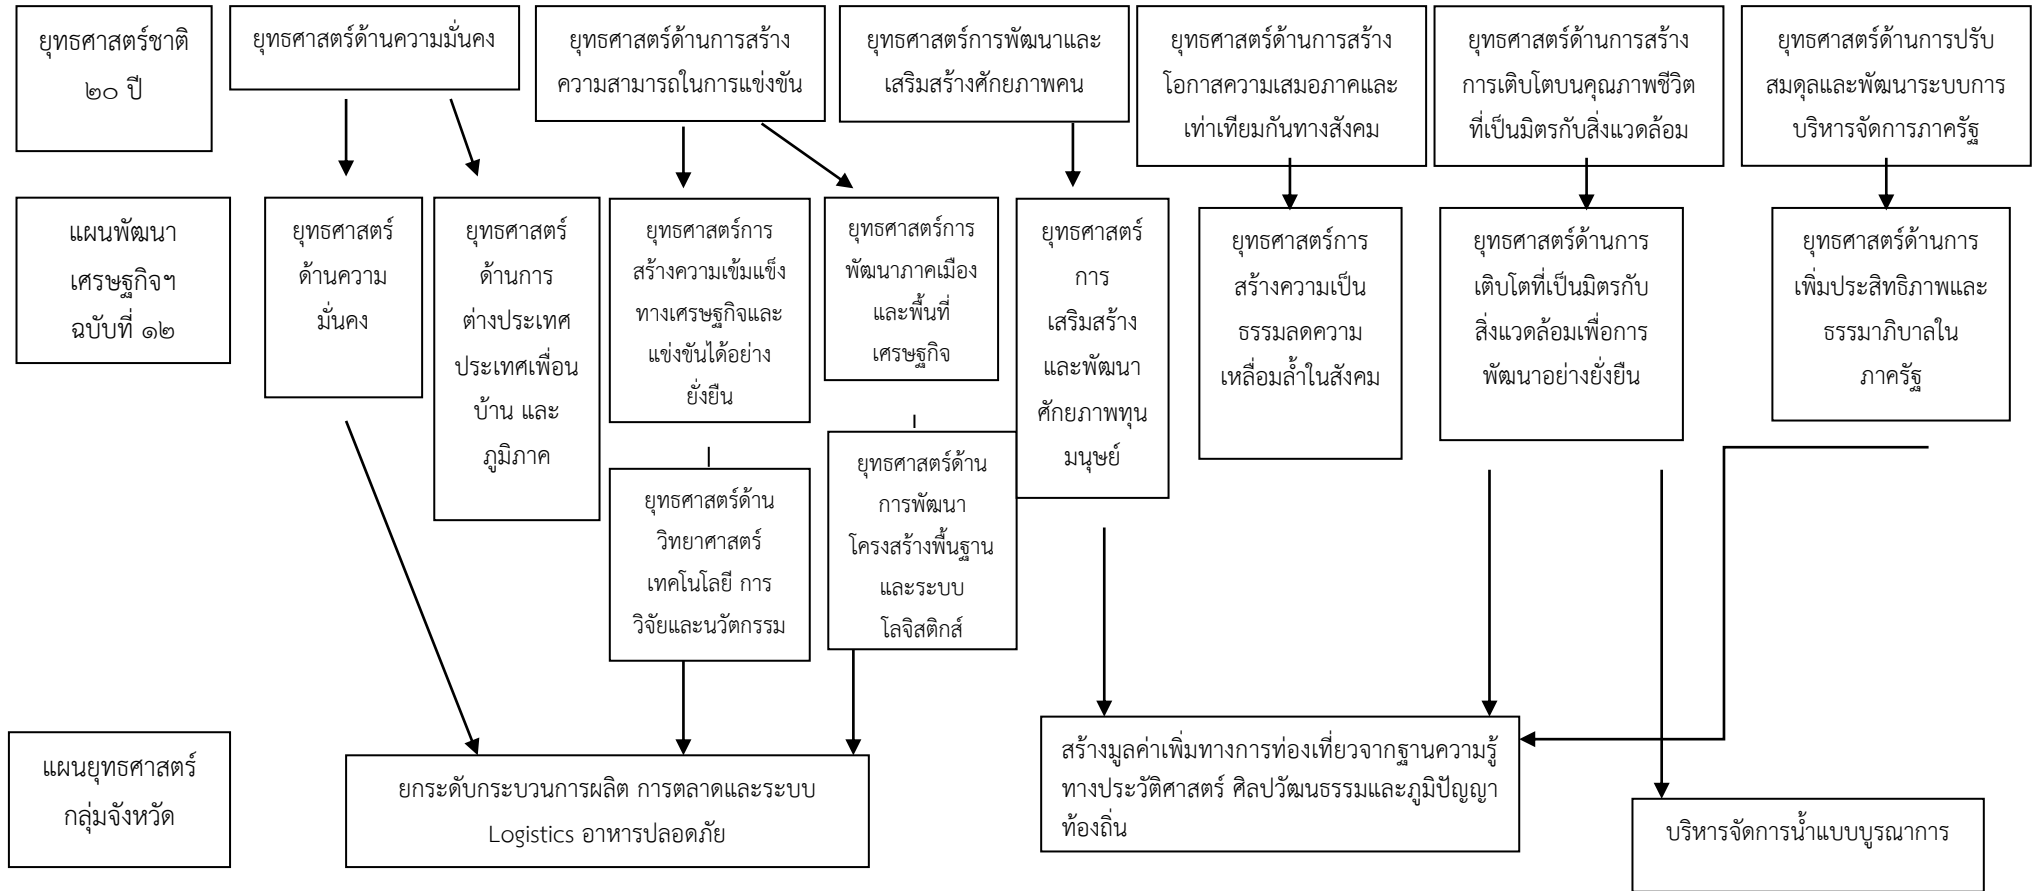 ยุทธศาสตร์ชาติ
๒๐ ปี
ยุทธศาสตร์ด้านความมั่นคง
ยุทธศาสตร์ด้านการสร้าง
ความสามารถในการแข่งขัน
ยุทธศาสตร์การพัฒนาและ
เสริมสร้างศักยภาพคน
ยุทธศาสตร์ด้านการสร้าง
โอกาสความเสมอภาคและ
เท่าเทียมกันทางสังคม
ยุทธศาสตร์ด้านการสร้าง
การเติบโตบนคุณภาพชีวิต
ที่เป็นมิตรกับสิ่งแวดล้อม
ยุทธศาสตร์ด้านการปรับ
สมดุลและพัฒนาระบบการ
บริหารจัดการภาครัฐ
แผนพัฒนา
เศรษฐกิจฯ
ฉบับที่ ๑๒
ยุทธศาสตร์
ด้านความ
มั่นคง
ยุทธศาสตร์
ด้านการ
ต่างประเทศ
ประเทศเพื่อน
บ้าน และ
ภูมิภาค
ยุทธศาสตร์การ
สร้างความเข้มแข็ง
ทางเศรษฐกิจและ
แข่งขันได้อย่าง
ยั่งยืน
ยุทธศาสตร์การ
พัฒนาภาคเมือง
และพื้นที่
เศรษฐกิจ
ยุทธศาสตร์
การ
เสริมสร้าง
และพัฒนา
ศักยภาพทุน
มนุษย์
ยุทธศาสตร์การ
สร้างความเป็น
ธรรมลดความ
เหลื่อมล้ำในสังคม
ยุทธศาสตร์ด้านการ
เติบโตที่เป็นมิตรกับ
สิ่งแวดล้อมเพื่อการ
พัฒนาอย่างยั่งยืน
ยุทธศาสตร์ด้านการ
เพิ่มประสิทธิภาพและ
ธรรมาภิบาลใน
ภาครัฐ
ยุทธศาสตร์ด้าน
วิทยาศาสตร์
เทคโนโลยี การ
วิจัยและนวัตกรรม
ยุทธศาสตร์ด้าน
การพัฒนา
โครงสร้างพื้นฐาน
และระบบ
โลจิสติกส์
แผนยุทธศาสตร์
กลุ่มจังหวัด
ยกระดับกระบวนการผลิต การตลาดและระบบ
Logistics อาหารปลอดภัย
สร้างมูลค่าเพิ่มทางการท่องเที่ยวจากฐานความรู้
ทางประวัติศาสตร์ ศิลปวัฒนธรรมและภูมิปัญญา
ท้องถิ่น
บริหารจัดการน้ำแบบบูรณาการ